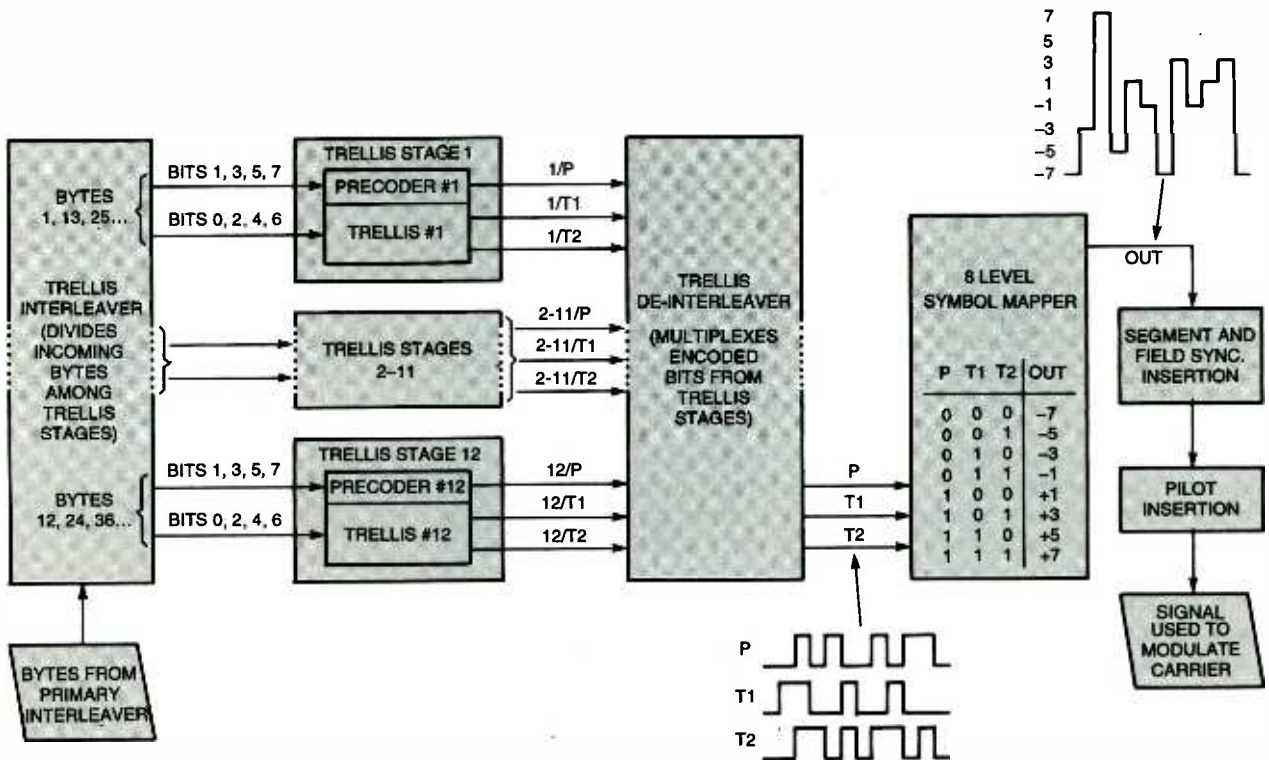 7
5
3
1
-1
-3
-5
-7
BYTES
1, 13, 25...
TRELLIS
INTERLEAVER
(DIVIDES
INCOMING
BYTES
AMONG
TRELLIS
STAGES)
BYTES
12, 24, 36...
BYTES FROM
PRIMARY
INTERLEAVER
BITS 1, 3, 5, 7
BITS 0, 2, 4, 6
TRELLIS STAGE 1
PRECODER #1
TRELLIS #1
1/P
1/T1
1/T2
TRELLIS STAGES
2–11
2-11/P
2-11/T1
2-11/T2
BITS 1, 3, 5, 7
BITS 0, 2, 4, 6
TRELLIS STAGE 12
PRECODER #12
TRELLIS #12
12/P
12/T1
12/T2
TRELLIS
DE-INTERLEAVER
(MULTIPLEXES
ENCODED
BITS FROM
TRELLIS
STAGES)
P
T1
T2
P
T1
T2
8 LEVEL
SYMBOL MAPPER
P T1 T2 OUT
0 0 0 –7
0 0 1 –5
0 1 0 –3
0 1 1 –1
1 0 0 +1
1 0 1 +3
1 1 0 +5
1 1 1 +7
OUT
SEGMENT AND
FIELD SYNC.
INSERTION
PILOT
INSERTION
SIGNAL
USED TO
MODULATE
CARRIER